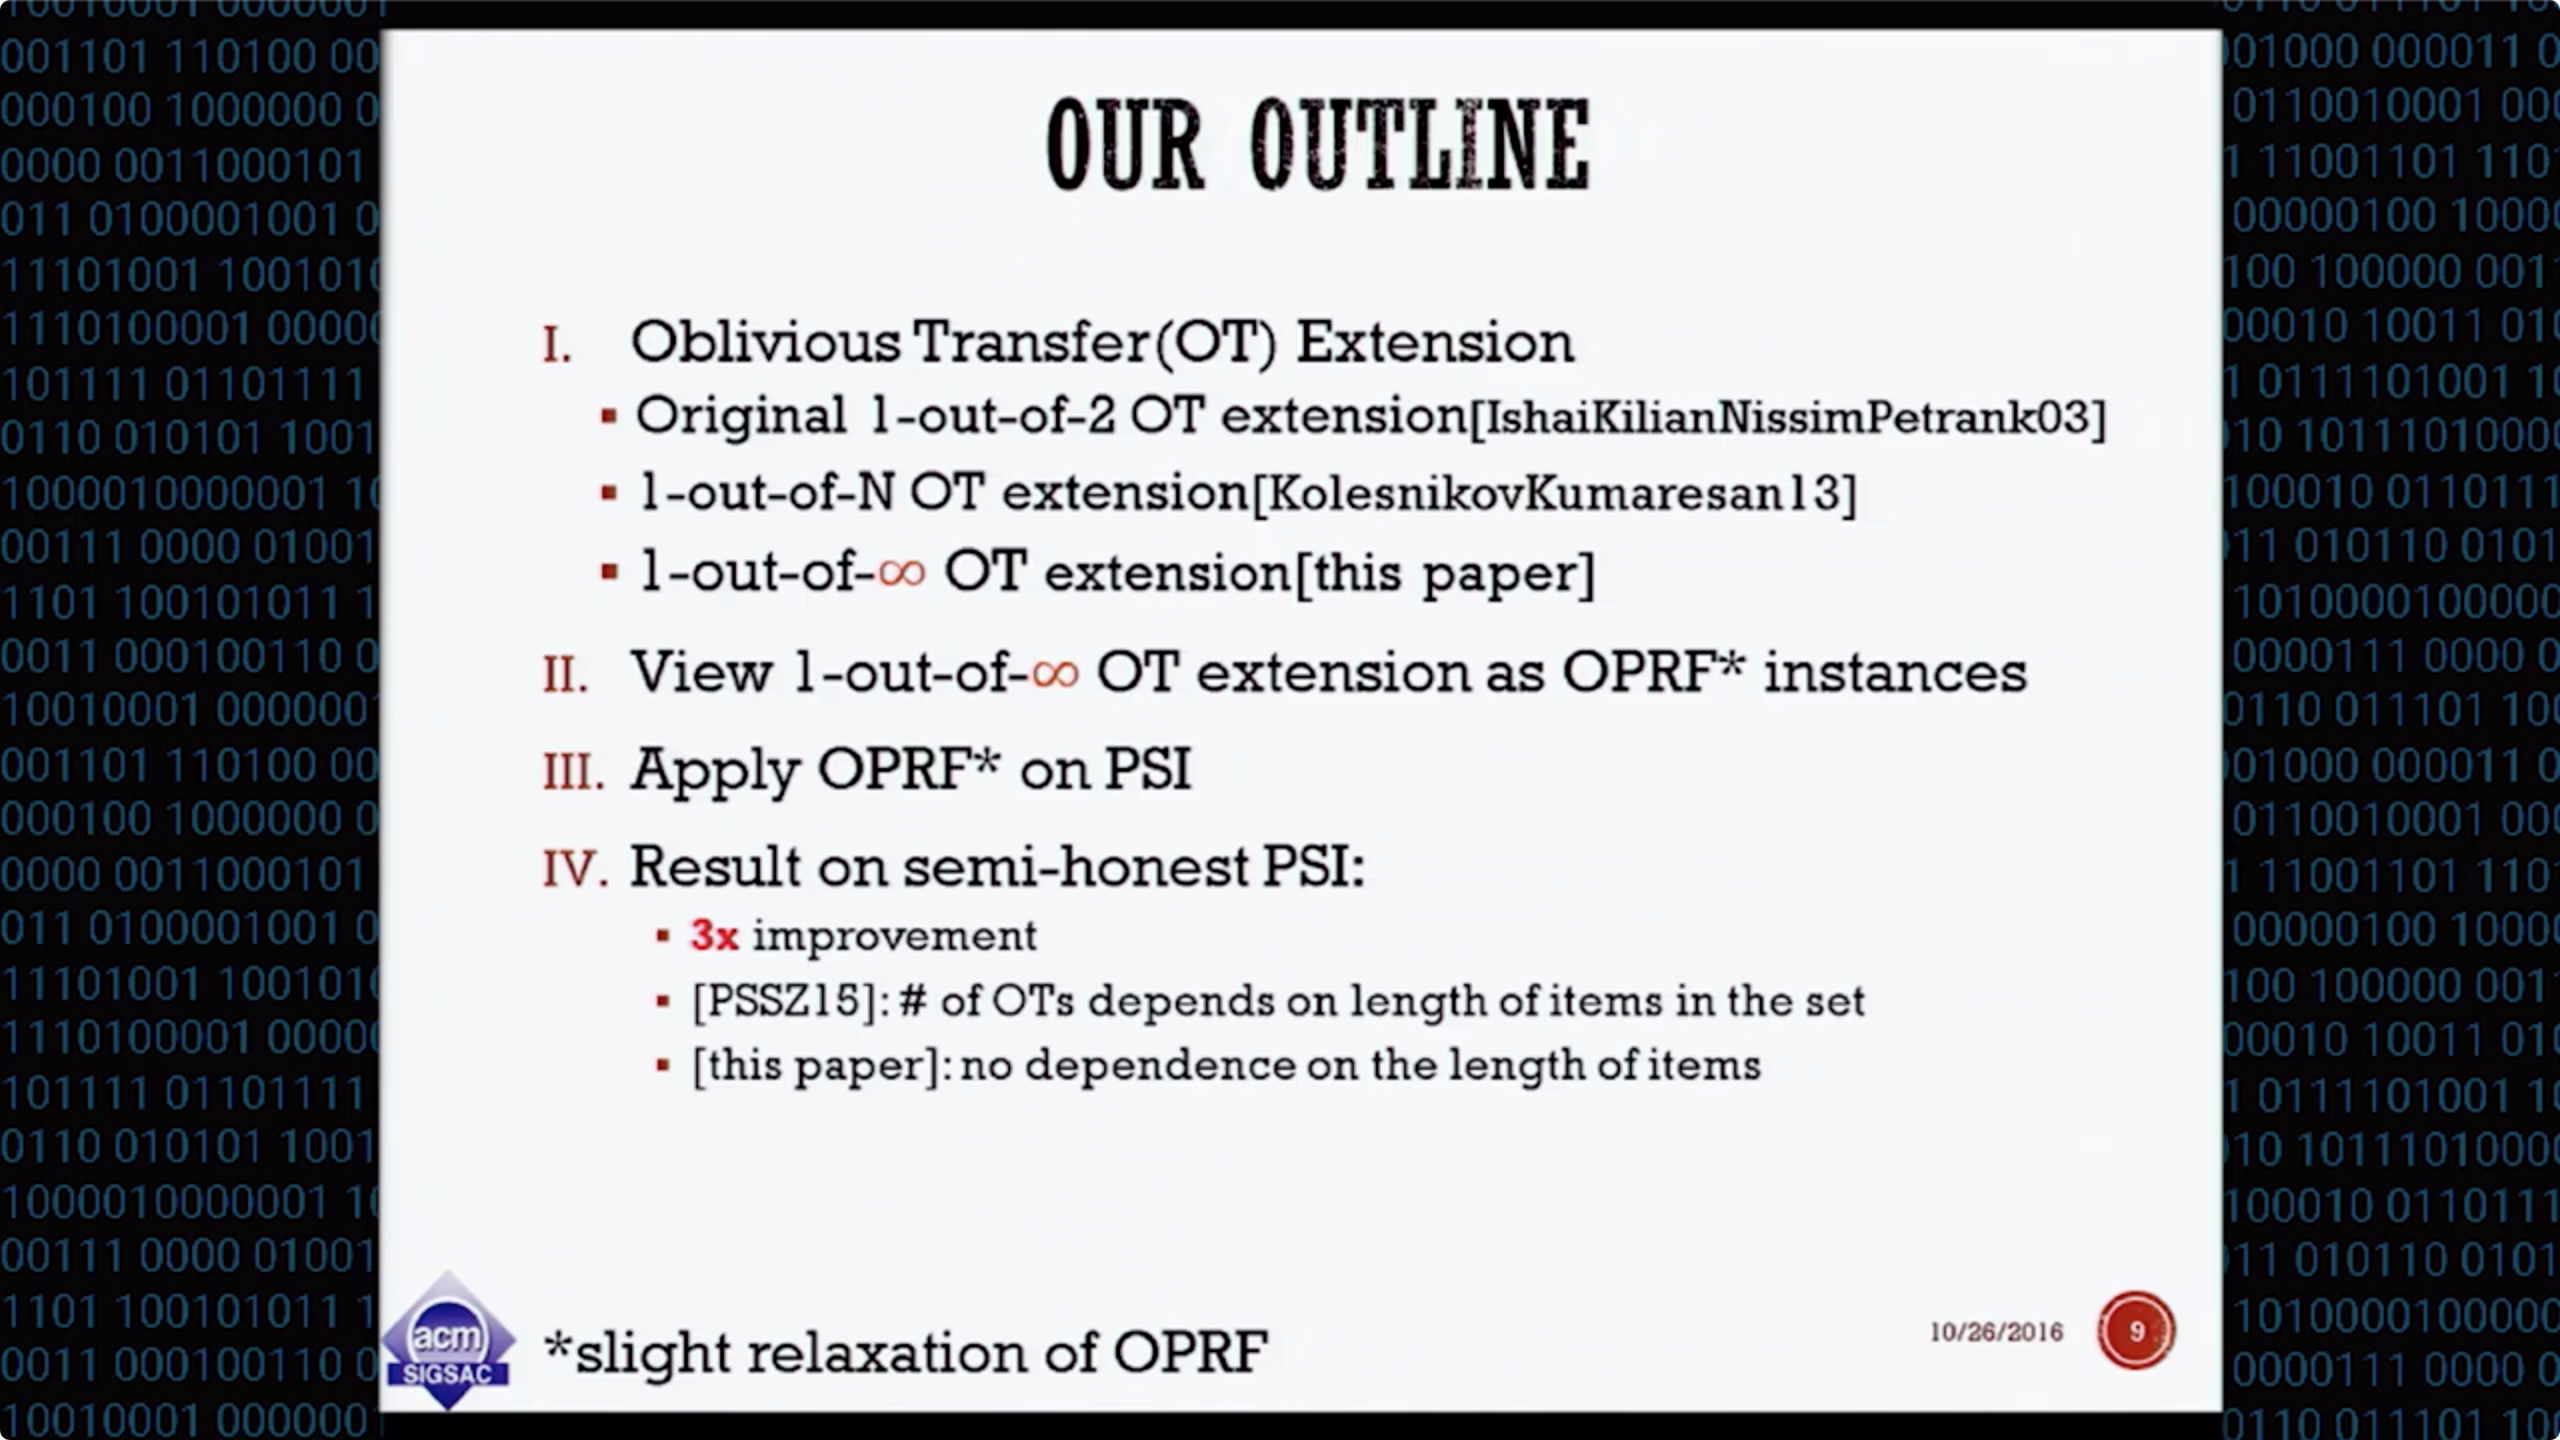 OUR OUTLINE
I. Oblivious Transfer(OT) Extension
▪ Original 1-out-of-2 OT extension[IshaiKilianNissimPetrank03]
▪ 1-out-of-N OT extension[KolesnikovKumaresan13]
▪ 1-out-of-∞ OT extension[this paper]
II. View 1-out-of-∞ OT extension as OPRF* instances
III. Apply OPRF* on PSI
IV. Result on semi-honest PSI:
▪ 3x improvement
▪ [PSSZ15]: # of OTs depends on length of items in the set
▪ [this paper]: no dependence on the length of items
acm
SIGSAC
*slight relaxation of OPRF
10/26/2016
9